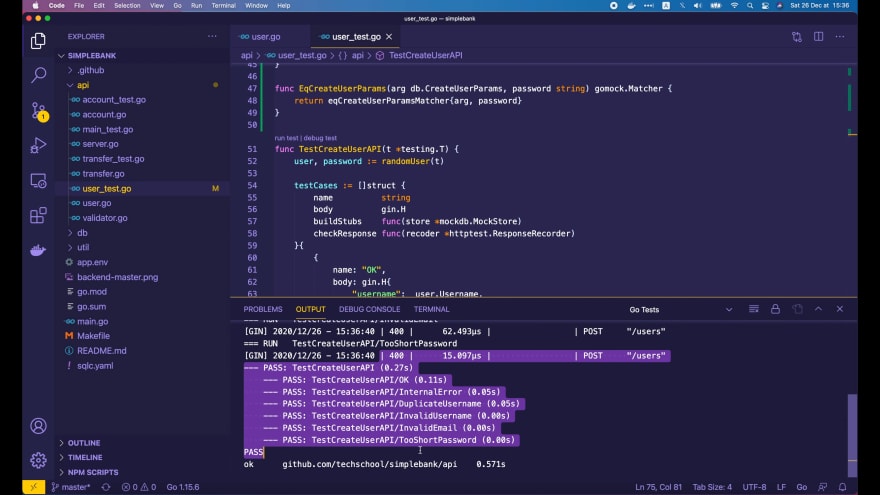 Code File Edit Selection View Go Run Terminal Window Help Sat 26 Dec at 15:36
user_test.go — simplebank
EXPLORER
user.go user_test.go
api > user_test.go > {} api > TestCreateUserAPI
SIMPLEBANK
.github
api
account_test.go
account.go
main_test.go
server.go
transfer_test.go
transfer.go
user_test.go M
user.go
validator.go
db
util
app.env
backend-master.png
go.mod
go.sum
main.go
Makefile
README.md
sqlc.yaml
OUTLINE
TIMELINE
NPM SCRIPTS
45 }
46
47 func EqCreateUserParams(arg db.CreateUserParams, password string) gomock.Matcher {
48 return eqCreateUserParamsMatcher{arg, password}
49 }
50
run test | debug test
51 func TestCreateUserAPI(t *testing.T) {
52 user, password := randomUser(t)
53
54 testCases := []struct {
55 name string
56 body gin.H
57 buildStubs func(store *mockdb.MockStore)
58 checkResponse func(recoder *httptest.ResponseRecorder)
59 }{
60 {
61 name: "OK",
62 body: gin.H{
63 "username": user.Username,
PROBLEMS OUTPUT DEBUG CONSOLE TERMINAL Go Tests
=== RUN TestCreateUserAPI/InvalidEmail
[GIN] 2020/12/26 - 15:36:40 | 400 | 62.493µs | | POST "/users"
=== RUN TestCreateUserAPI/TooShortPassword
[GIN] 2020/12/26 - 15:36:40 | 400 | 15.097µs | | POST "/users"
--- PASS: TestCreateUserAPI (0.27s)
--- PASS: TestCreateUserAPI/OK (0.11s)
--- PASS: TestCreateUserAPI/InternalError (0.05s)
--- PASS: TestCreateUserAPI/DuplicateUsername (0.05s)
--- PASS: TestCreateUserAPI/InvalidUsername (0.00s)
--- PASS: TestCreateUserAPI/InvalidEmail (0.00s)
--- PASS: TestCreateUserAPI/TooShortPassword (0.00s)
PASS
ok github.com/techschool/simplebank/api 0.571s
master* 0 0 Go 1.15.6 Ln 75, Col 81 Tab Size: 4 UTF-8 LF Go